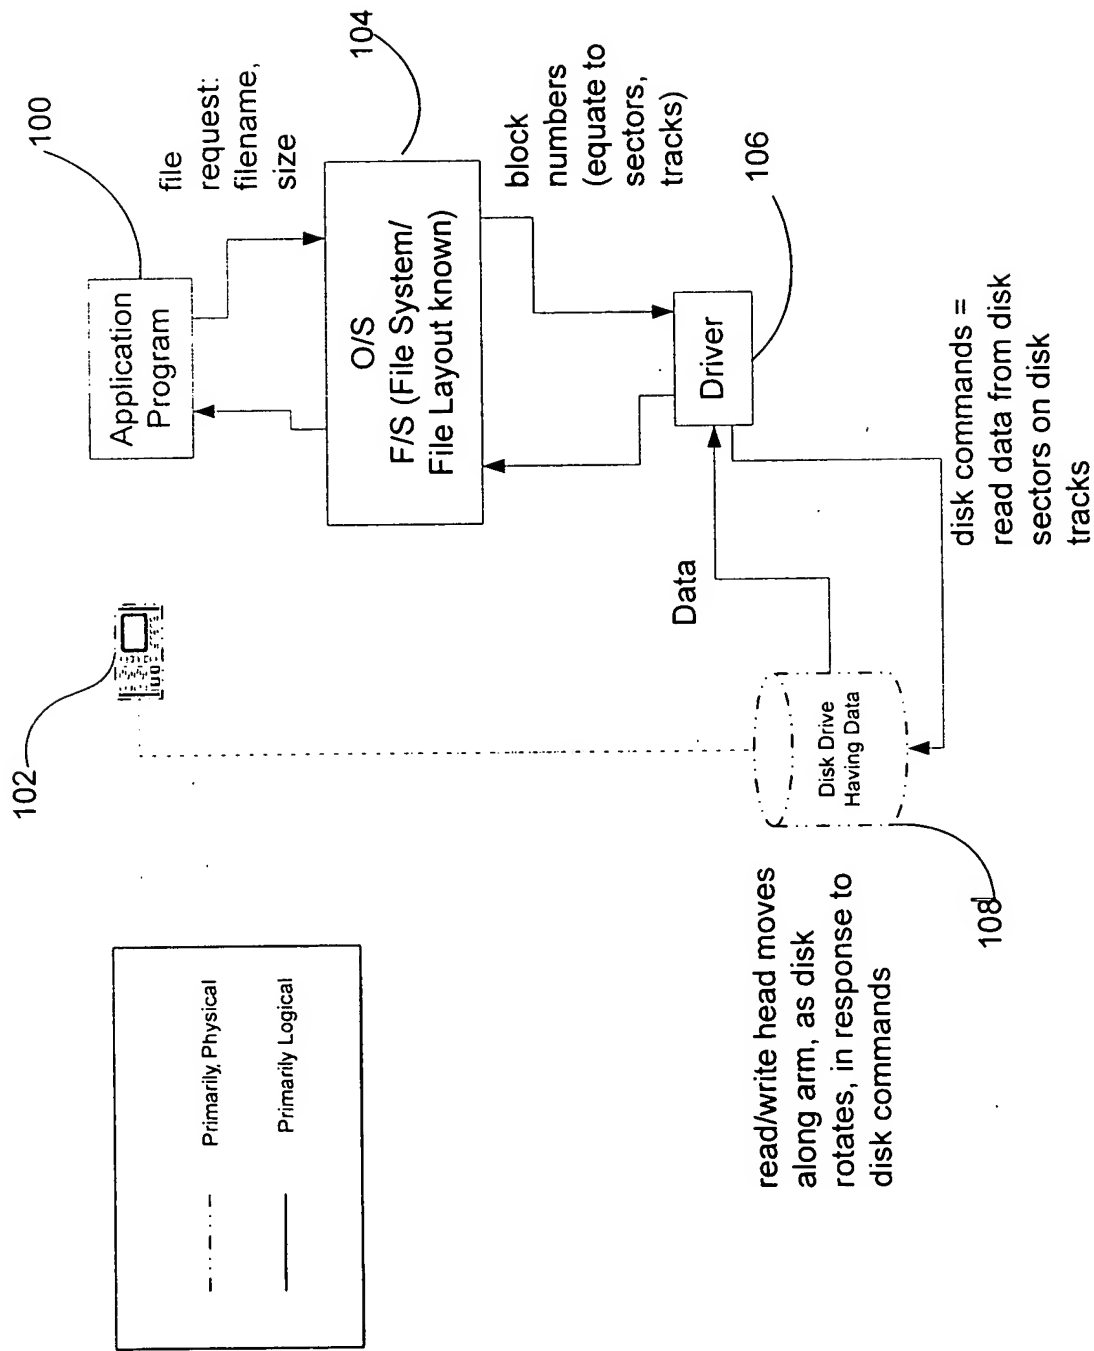 100
Application
Program
file
request:
filename,
size
104
O/S
F/S (File System/
File Layout known)
block
numbers
(equate to
sectors,
tracks)
106
Driver
disk commands =
read data from disk
sectors on disk
tracks
102
Data
Disk Drive
Having Data
108
read/write head moves
along arm, as disk
rotates, in response to
disk commands
Primarily Physical
Primarily Logical